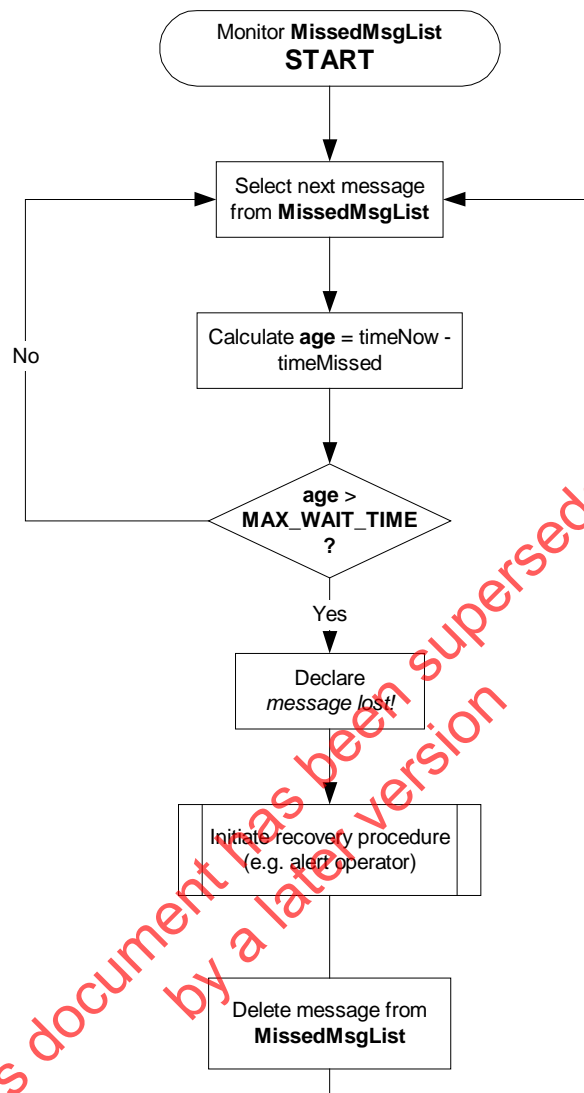 Monitor MissedMsgList
START
Select next message
from MissedMsgList
Calculate age = timeNow -
timeMissed
No
age >
MAX_WAIT_TIME
?
Yes
Declare
message lost!
Initiate recovery procedure
(e.g. alert operator)
Delete message from
MissedMsgList
document has been
by a later version